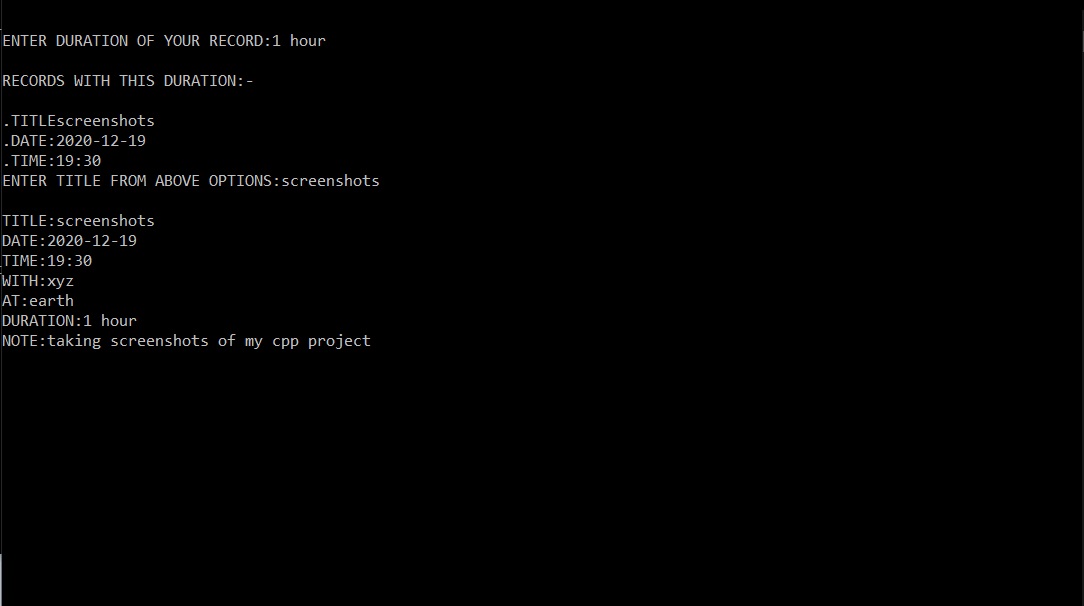 ENTER DURATION OF YOUR RECORD:1 hour
RECORDS WITH THIS DURATION:-
.TITLEscreenshots
.DATE:2020-12-19
.TIME:19:30
ENTER TITLE FROM ABOVE OPTIONS:screenshots
TITLE:screenshots
DATE:2020-12-19
TIME:19:30
WITH:xyz
AT:earth
DURATION:1 hour
NOTE:taking screenshots of my cpp project